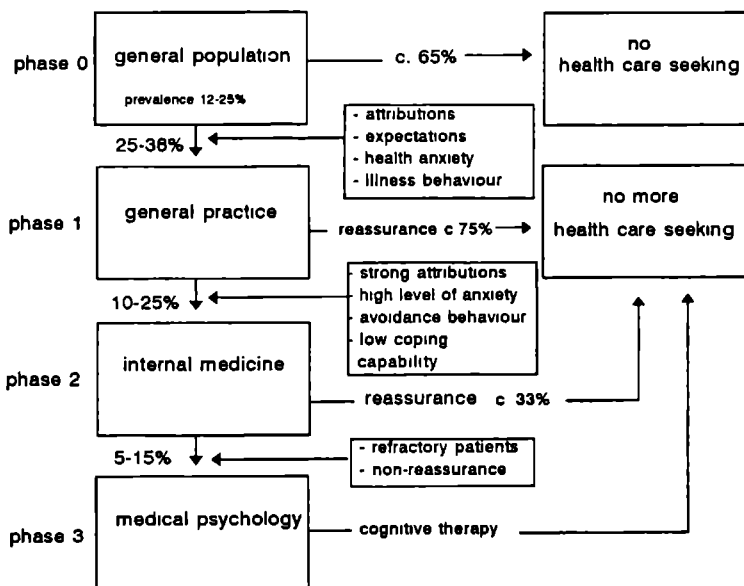 phase 0
general population
prevalence 12-25%
c. 65%
no
health care seeking
25-38%
- attributions
- expectations
- health anxiety
- illness behaviour
phase 1
general practice
reassurance c 75%
no more
health care seeking
10-25%
- strong attributions
- high level of anxiety
- avoidance behaviour
- low coping
capability
phase 2
internal medicine
reassurance c 33%
5-15%
- refractory patients
- non-reassurance
phase 3
medical psychology
cognitive therapy